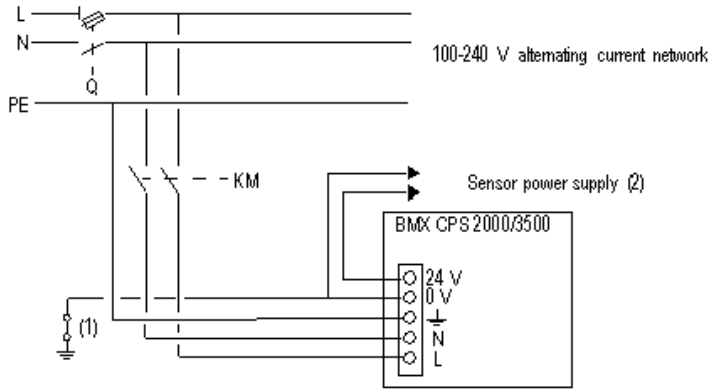 L
N
100-240 V alternating current network
Q
PE
KM
Sensor power supply (2)
BMX CPS 2000/3500
24 V
0 V
(1)
N
L